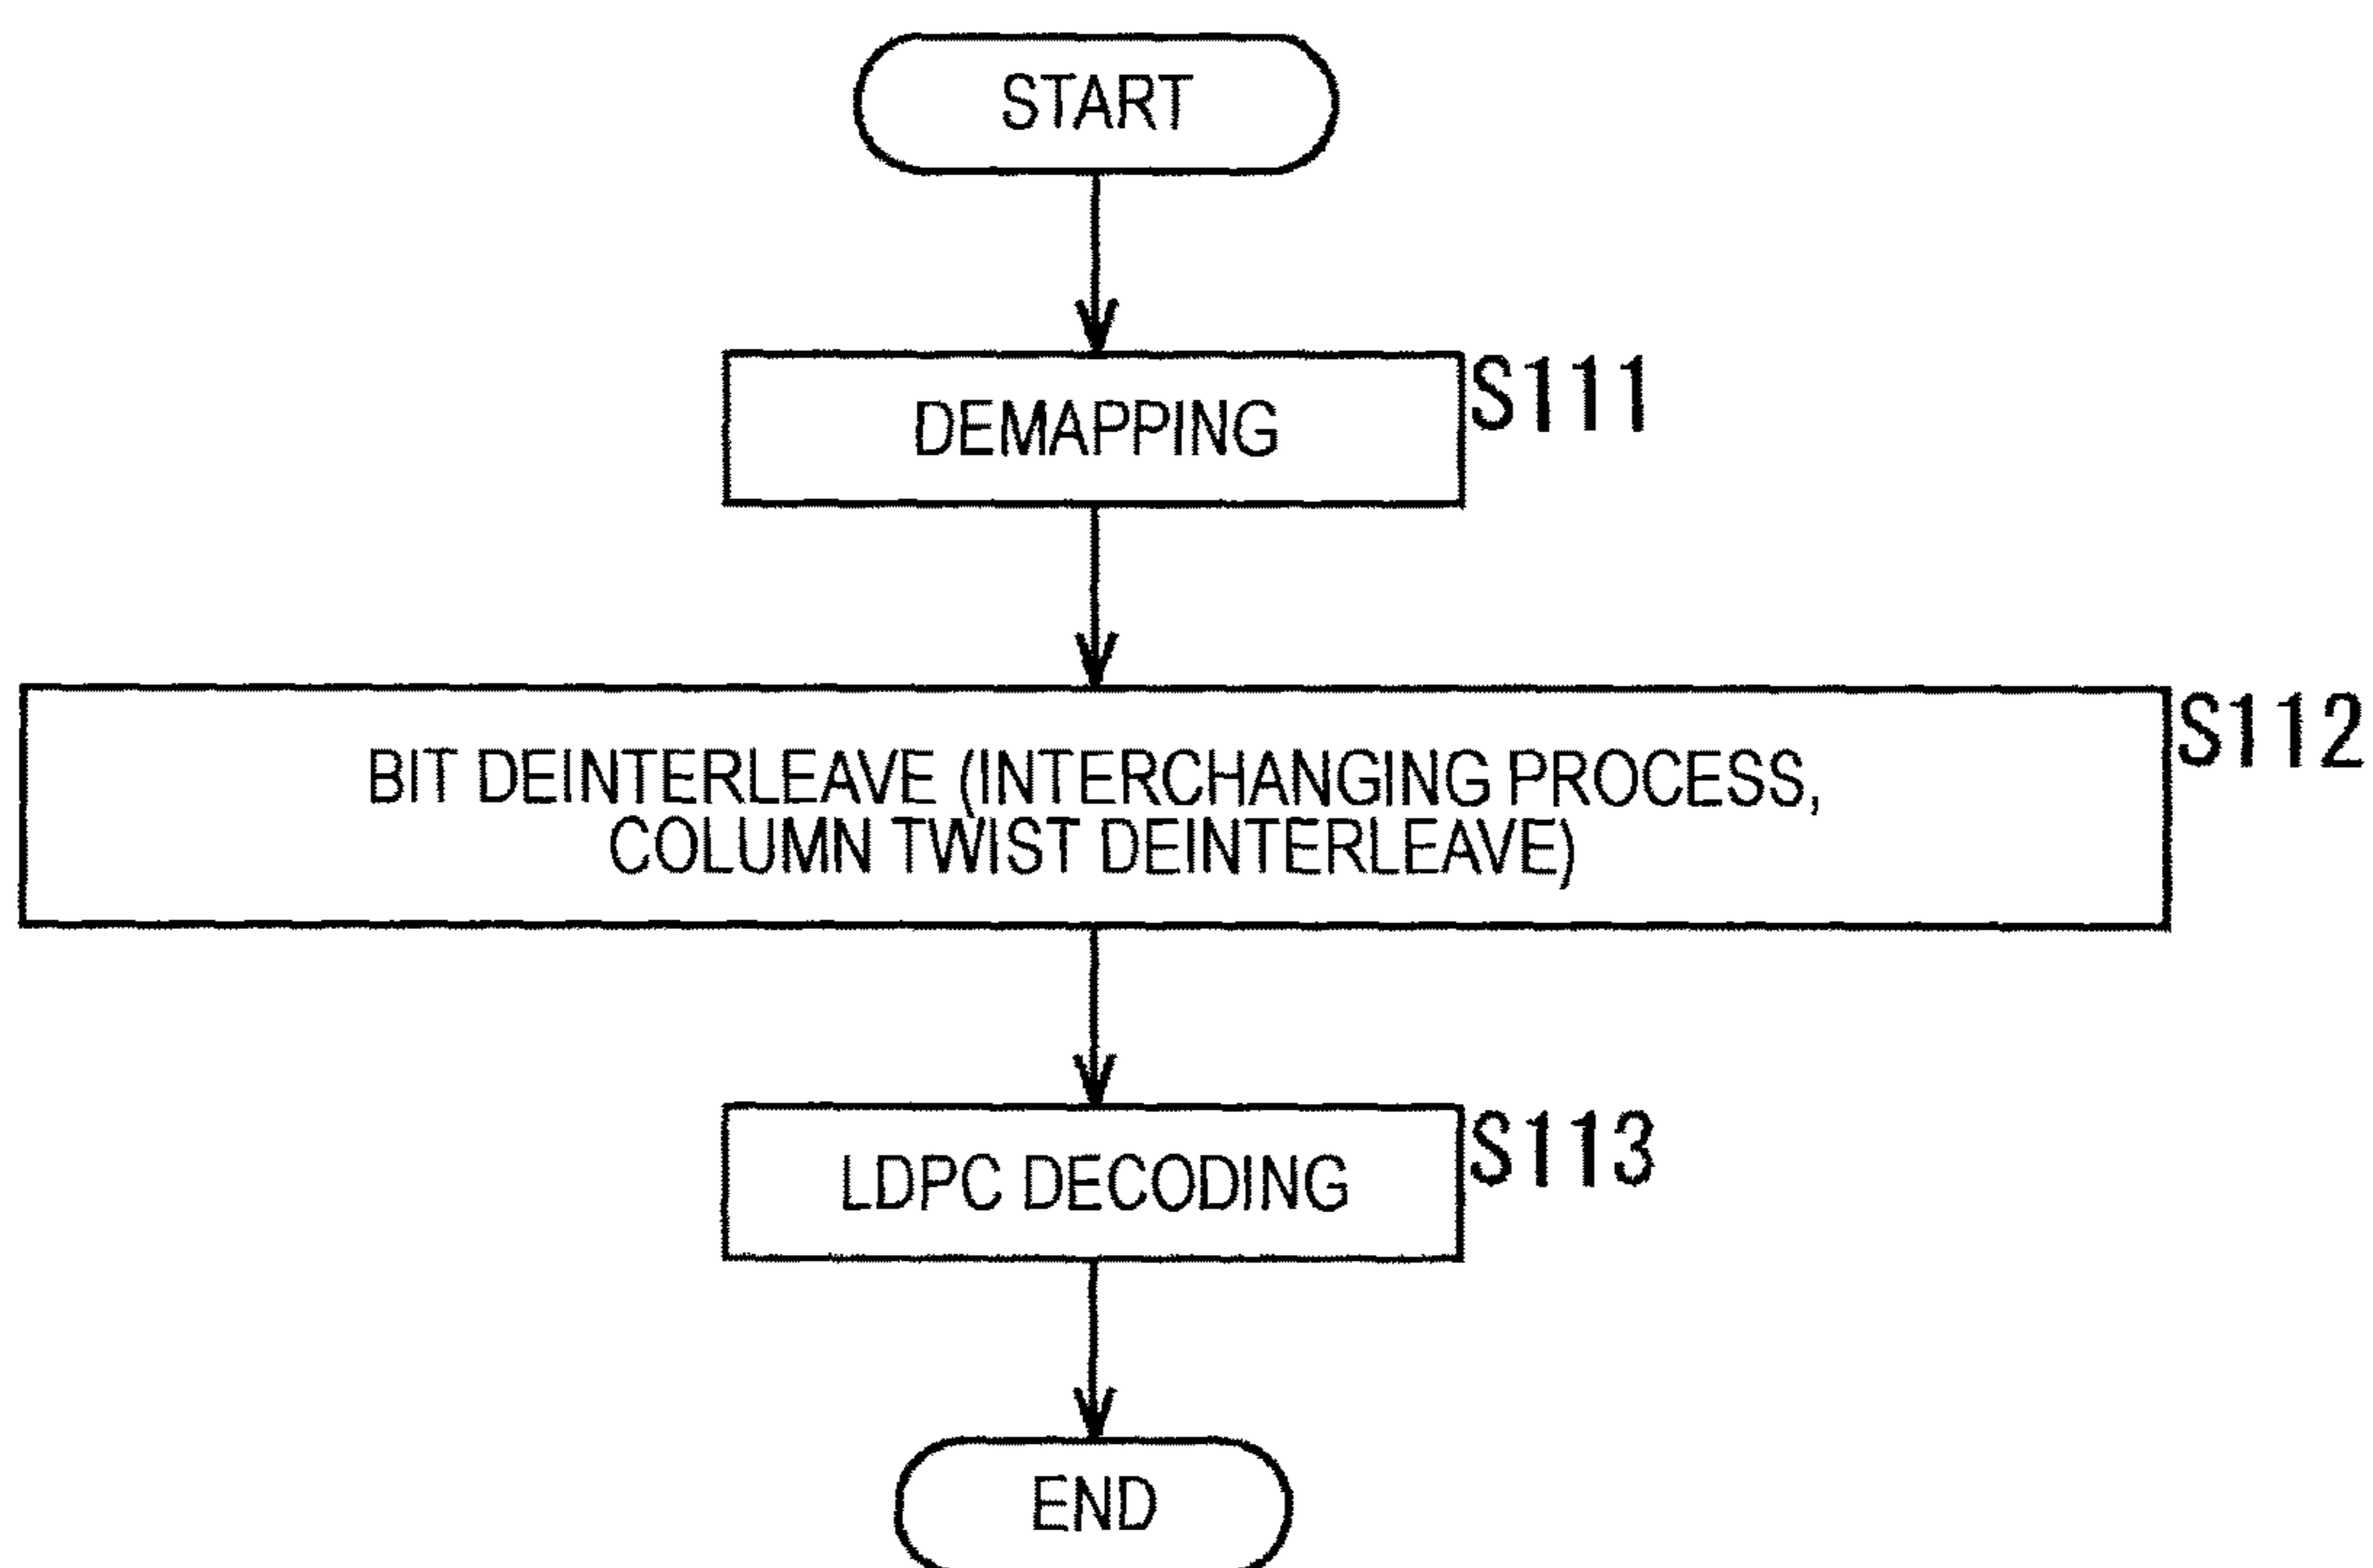 START
DEMAPPING
S111
BIT DEINTERLEAVE (INTERCHANGING PROCESS,
COLUMN TWIST DEINTERLEAVE)
S112
LDPC DECODING
S113
END